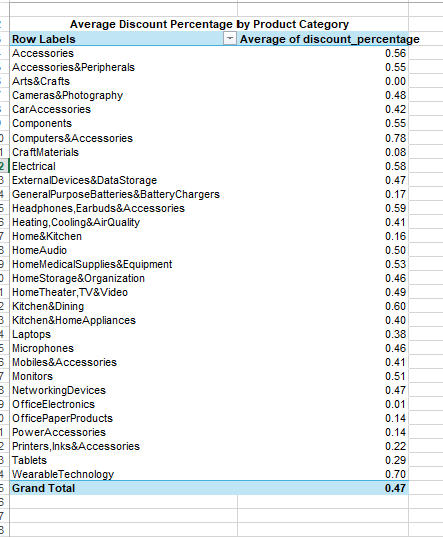 Average Discount Percentage by Product Category
Row Labels Average of discount_percentage
Accessories 0.56
Accessories&Peripherals 0.55
Arts&Crafts 0.00
Cameras&Photography 0.48
CarAccessories 0.42
Components 0.55
Computers&Accessories 0.78
CraftMaterials 0.08
Electrical 0.58
ExternalDevices&DataStorage 0.47
GeneralPurposeBatteries&BatteryChargers 0.17
Headphones,Earbuds&Accessories 0.59
Heating,Cooling&AirQuality 0.41
Home&Kitchen 0.16
HomeAudio 0.50
HomeMedicalSupplies&Equipment 0.53
HomeStorage&Organization 0.46
HomeTheater,TV&Video 0.49
Kitchen&Dining 0.60
Kitchen&HomeAppliances 0.40
Laptops 0.38
Microphones 0.46
Mobiles&Accessories 0.41
Monitors 0.51
NetworkingDevices 0.47
OfficeElectronics 0.01
OfficePaperProducts 0.14
PowerAccessories 0.14
Printers,Inks&Accessories 0.22
Tablets 0.29
WearableTechnology 0.70
Grand Total 0.47